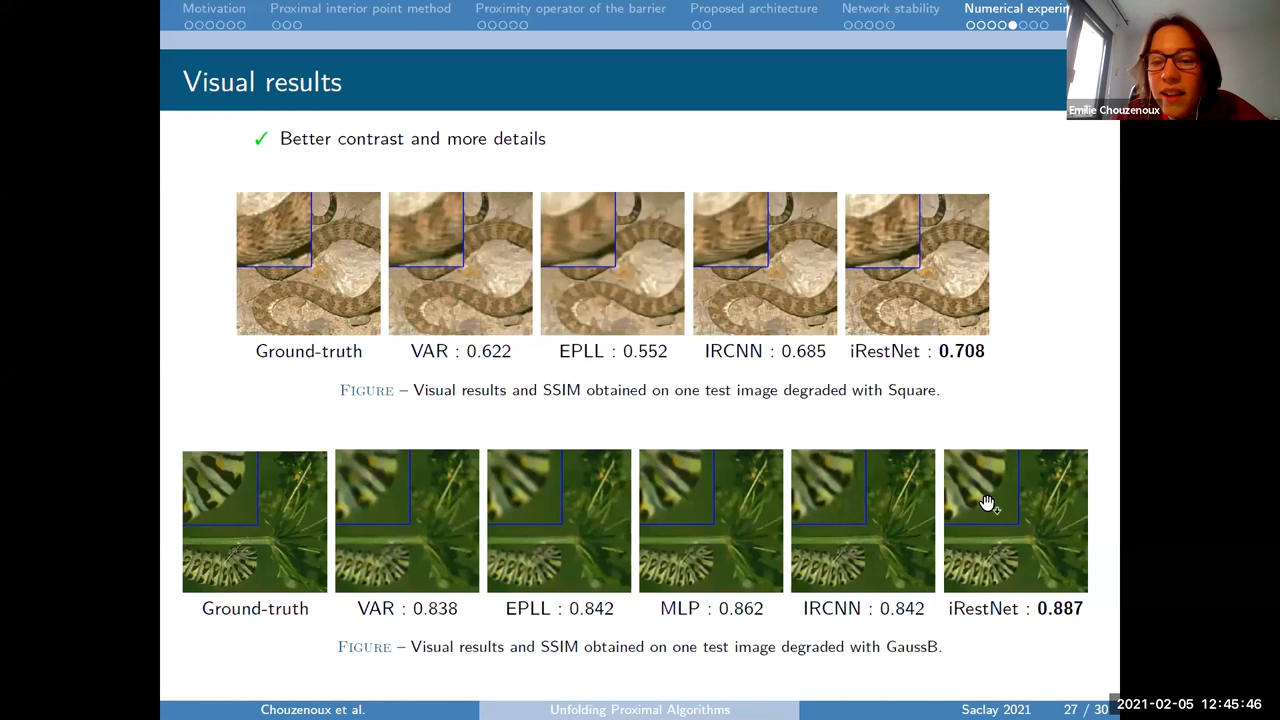 Motivation Proximal interior point method Proximity operator of the barrier Proposed architecture Network stability Numerical experim
Visual results
Emilie Chouzenoux
✓ Better contrast and more details
Ground-truth VAR : 0.622 EPLL : 0.552 IRCNN : 0.685 iRestNet : 0.708
FIGURE – Visual results and SSIM obtained on one test image degraded with Square.
Ground-truth VAR : 0.838 EPLL : 0.842 MLP : 0.862 IRCNN : 0.842 iRestNet : 0.887
FIGURE – Visual results and SSIM obtained on one test image degraded with GaussB.
Chouzenoux et al. Unfolding Proximal Algorithms Saclay 2021 27 / 30
2021-02-05 12:45:46